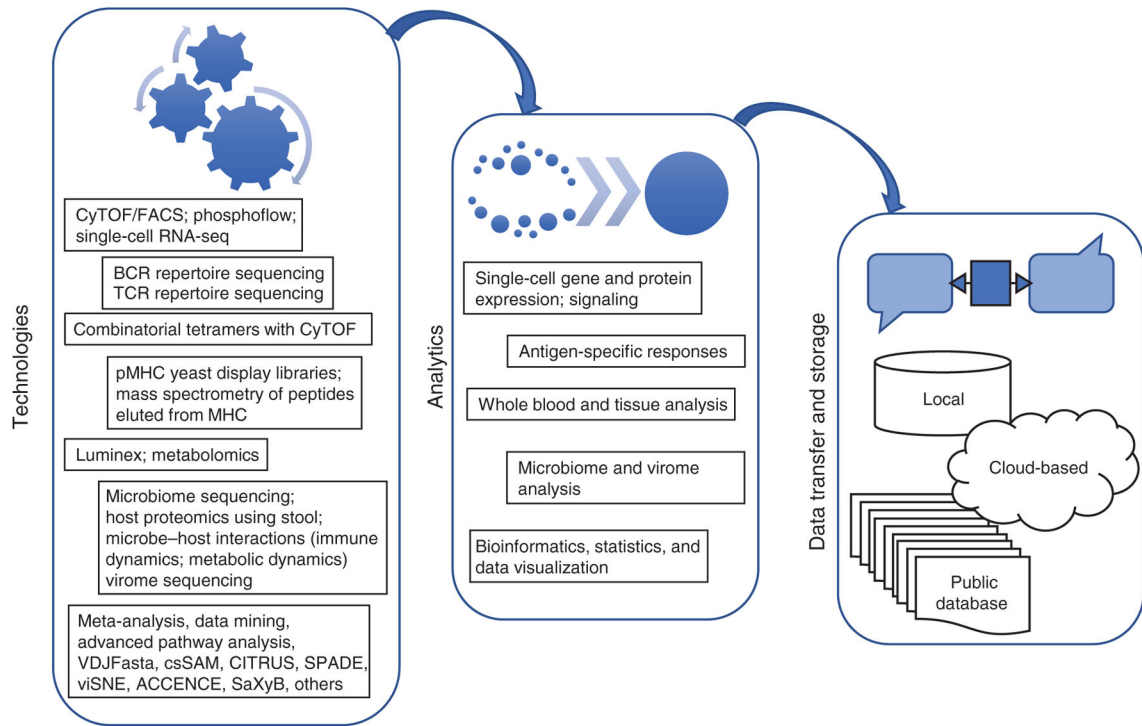 Technologies
CyTOF/FACS; phosphoflow;
single-cell RNA-seq
BCR repertoire sequencing
TCR repertoire sequencing
Combinatorial tetramers with CyTOF
pMHC yeast display libraries;
mass spectrometry of peptides
eluted from MHC
Luminex; metabolomics
Microbiome sequencing;
host proteomics using stool;
microbe–host interactions (immune
dynamics; metabolic dynamics)
virome sequencing
Meta-analysis, data mining,
advanced pathway analysis,
VDJFasta, csSAM, CITRUS, SPADE,
viSNE, ACCENCE, SaXyB, others
Analytics
Single-cell gene and protein
expression; signaling
Antigen-specific responses
Whole blood and tissue analysis
Microbiome and virome
analysis
Bioinformatics, statistics, and
data visualization
Data transfer and storage
Local
Cloud-based
Public
database